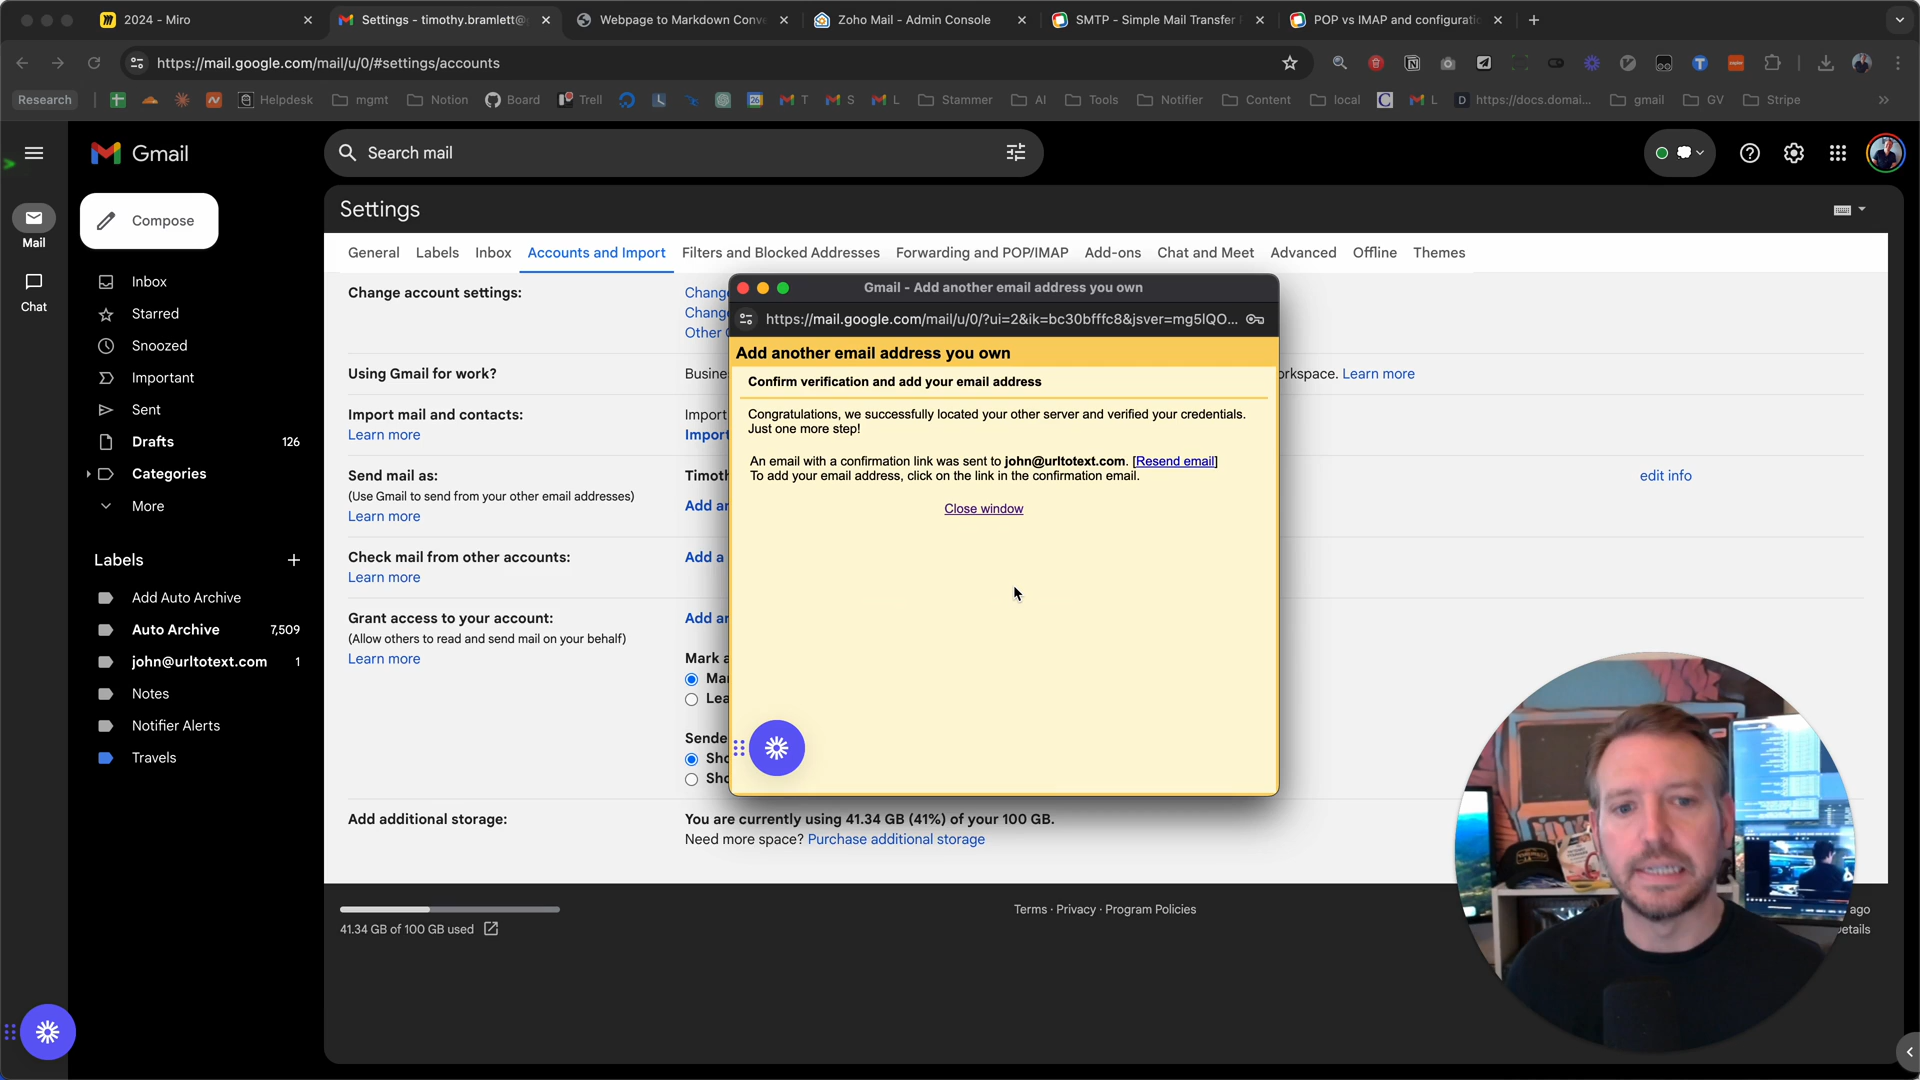 2024 - Miro
Settings - timothy.bramlett@
Webpage to Markdown Conve
Zoho Mail - Admin Console
SMTP - Simple Mail Transfer
POP vs IMAP and configurati
https://mail.google.com/mail/u/0/#settings/accounts
Research
Helpdesk
mgmt
Notion
Board
Trell
T
S
L
Stammer
AI
Tools
Notifier
Content
local
L
https://docs.domai...
gmail
GV
Stripe
Gmail
Search mail
Compose
Mail
Chat
Inbox
Starred
Snoozed
Important
Sent
Drafts 126
Categories
More
Labels
Add Auto Archive
Auto Archive 7,509
john@urltotext.com 1
Notes
Notifier Alerts
Travels
Settings
General Labels Inbox Accounts and Import Filters and Blocked Addresses Forwarding and POP/IMAP Add-ons Chat and Meet Advanced Offline Themes
Change account settings:
Other
Using Gmail for work?
Learn more
Import mail and contacts:
Learn more
Import
Send mail as:
(Use Gmail to send from your other email addresses)
Learn more
edit info
Check mail from other accounts:
Learn more
Add a
Grant access to your account:
(Allow others to read and send mail on your behalf)
Learn more
Gmail - Add another email address you own
https://mail.google.com/mail/u/0/?ui=2&ik=bc30bfffc8&jsver=mg5lQO...
Add another email address you own
Confirm verification and add your email address
Congratulations, we successfully located your other server and verified your credentials.
Just one more step!
An email with a confirmation link was sent to john@urltotext.com. [Resend email]
To add your email address, click on the link in the confirmation email.
Close window
Add additional storage:
You are currently using 41.34 GB (41%) of your 100 GB.
Need more space? Purchase additional storage
41.34 GB of 100 GB used
Terms · Privacy · Program Policies
ago